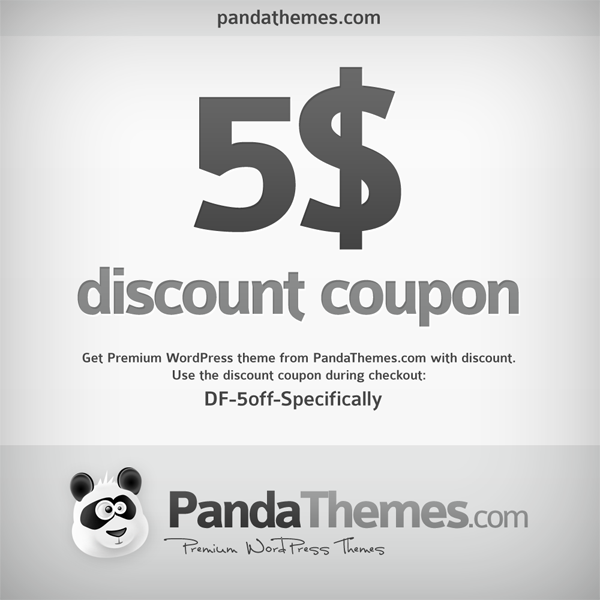 pandathemes.com
5$
discount coupon
Get Premium WordPress theme from PandaThemes.com with discount.
Use the discount coupon during checkout:
DF-5off-Specifically
PandaThemes.com
Premium WordPress Themes